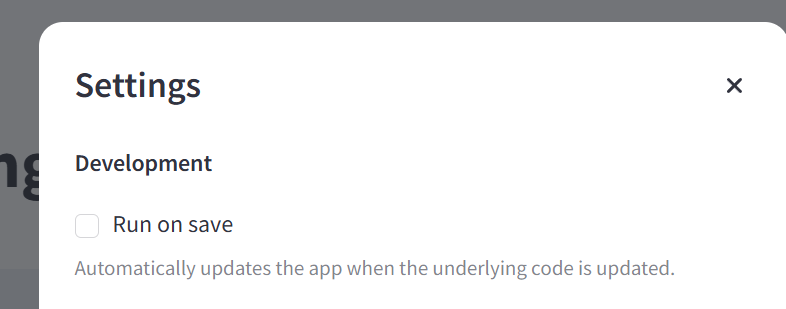 Settings
Development
Run on save
Automatically updates the app when the underlying code is updated.